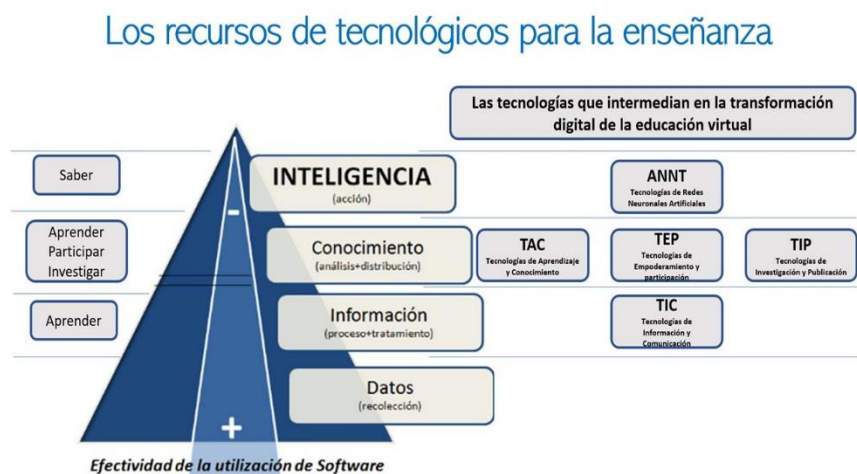 Los recursos de tecnológicos para la enseñanza
Las tecnologías que intermedian en la transformación
digital de la educación virtual
Saber
-
INTELIGENCIA
(acción)
ANNT
Tecnologías de Redes
Neuronales Artificiales
Aprender
Participar
Investigar
Conocimiento
(análisis+distribución)
TAC
Tecnologías de Aprendizaje
y Conocimiento
TEP
Tecnologías de
Empoderamiento y
participación
TIP
Tecnologías de
Investigación y Publicación
Aprender
Información
(proceso+tratamiento)
TIC
Tecnologías de
Información y
Comunicación
Datos
(recolección)
+
Efectividad de la utilización de Software